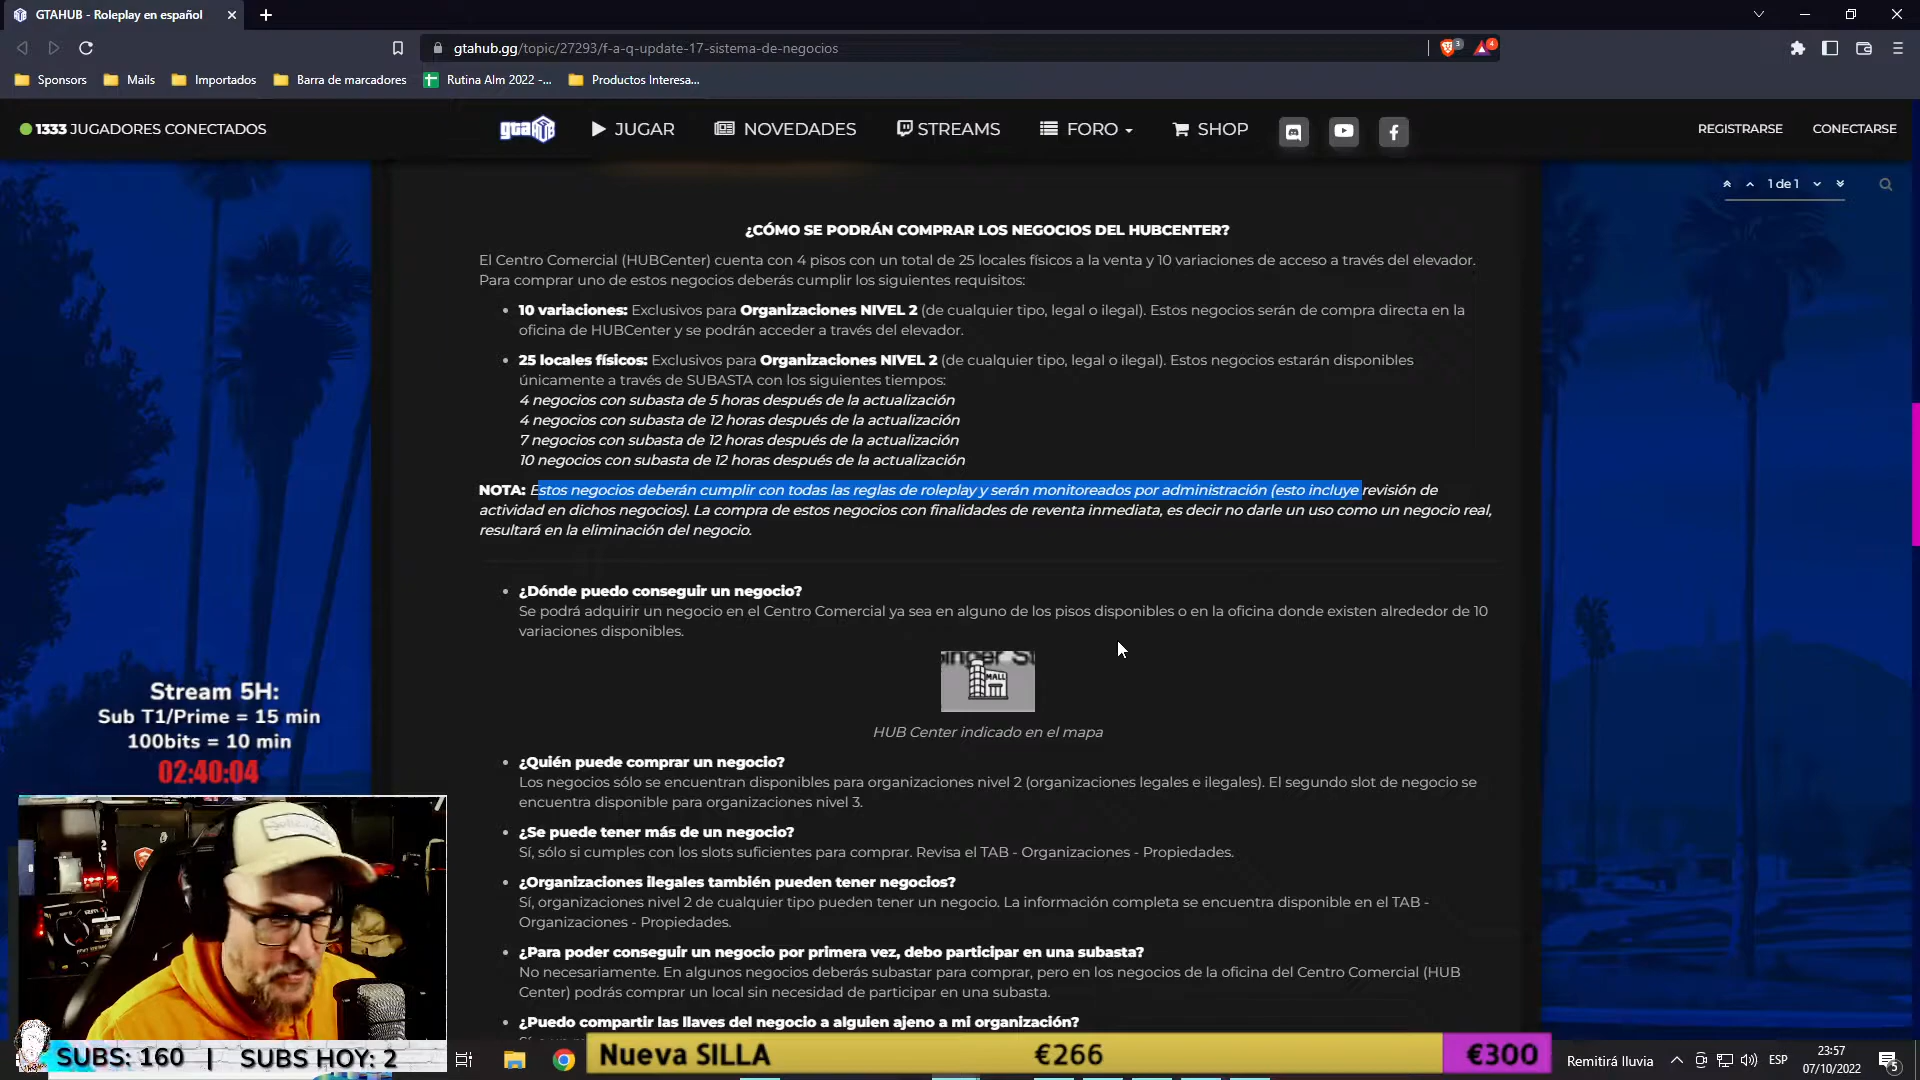 GTAHUB - Roleplay en español
gtahub.gg/topic/27293/f-a-q-update-17-sistema-de-negocios
3
4
Sponsors
Mails
Importados
Barra de marcadores
Rutina Alm 2022 -...
Productos Interesa...
1333 JUGADORES CONECTADOS
gtaHUB
JUGAR
NOVEDADES
STREAMS
FORO
SHOP
REGISTRARSE
CONECTARSE
1 de 1
¿CÓMO SE PODRÁN COMPRAR LOS NEGOCIOS DEL HUBCENTER?
El Centro Comercial (HUBCenter) cuenta con 4 pisos con un total de 25 locales físicos a la venta y 10 variaciones de acceso a través del elevador.
Para comprar uno de estos negocios deberás cumplir los siguientes requisitos:
10 variaciones: Exclusivos para Organizaciones NIVEL 2 (de cualquier tipo, legal o ilegal). Estos negocios serán de compra directa en la
oficina de HUBCenter y se podrán acceder a través del elevador.
25 locales físicos: Exclusivos para Organizaciones NIVEL 2 (de cualquier tipo, legal o ilegal). Estos negocios estarán disponibles
únicamente a través de SUBASTA con los siguientes tiempos:
4 negocios con subasta de 5 horas después de la actualización
4 negocios con subasta de 12 horas después de la actualización
7 negocios con subasta de 12 horas después de la actualización
10 negocios con subasta de 12 horas después de la actualización
NOTA: Estos negocios deberán cumplir con todas las reglas de roleplay y serán monitoreados por administración (esto incluye revisión de
actividad en dichos negocios). La compra de estos negocios con finalidades de reventa inmediata, es decir no darle un uso como un negocio real,
resultará en la eliminación del negocio.
¿Dónde puedo conseguir un negocio?
Se podrá adquirir un negocio en el Centro Comercial ya sea en alguno de los pisos disponibles o en la oficina donde existen alrededor de 10
variaciones disponibles.
MALL
HUB Center indicado en el mapa
¿Quién puede comprar un negocio?
Los negocios sólo se encuentran disponibles para organizaciones nivel 2 (organizaciones legales e ilegales). El segundo slot de negocio se
encuentra disponible para organizaciones nivel 3.
¿Se puede tener más de un negocio?
Sí, sólo si cumples con los slots suficientes para comprar. Revisa el TAB - Organizaciones - Propiedades.
¿Organizaciones ilegales también pueden tener negocios?
Sí, organizaciones nivel 2 de cualquier tipo pueden tener un negocio. La información completa se encuentra disponible en el TAB -
Organizaciones - Propiedades.
¿Para poder conseguir un negocio por primera vez, debo participar en una subasta?
No necesariamente. En algunos negocios deberás subastar para comprar, pero en los negocios de la oficina del Centro Comercial (HUB
Center) podrás comprar un local sin necesidad de participar en una subasta.
¿Puedo compartir las llaves del negocio a alguien ajeno a mi organización?
Stream 5H:
Sub T1/Prime = 15 min
100bits = 10 min
02:40:04
SUBS: 160 | SUBS HOY: 2
Nueva SILLA €266 €300
Remitirá lluvia
ESP
23:57
07/10/2022
5